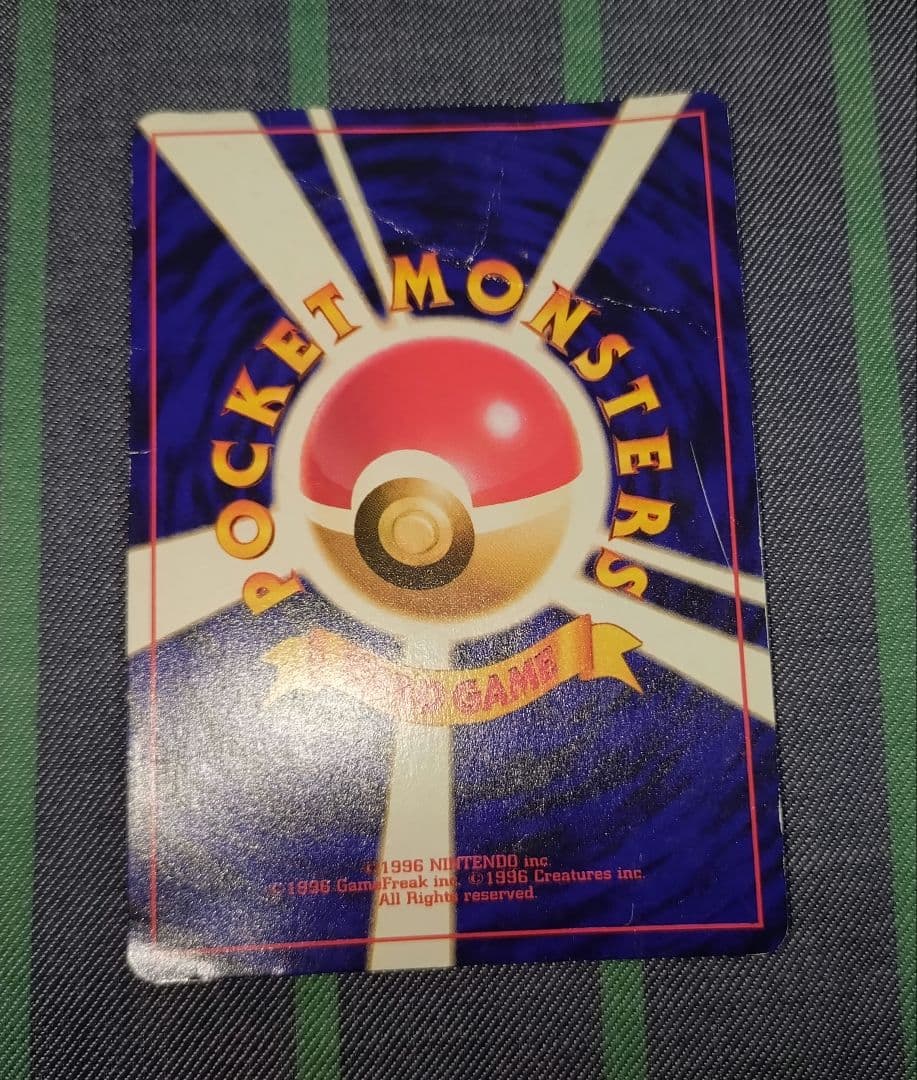 POCKET MONSTERS
GAME
©1996 NINTENDO inc.
©1996 GameFreak inc. ©1996 Creatures inc.
All Rights reserved.